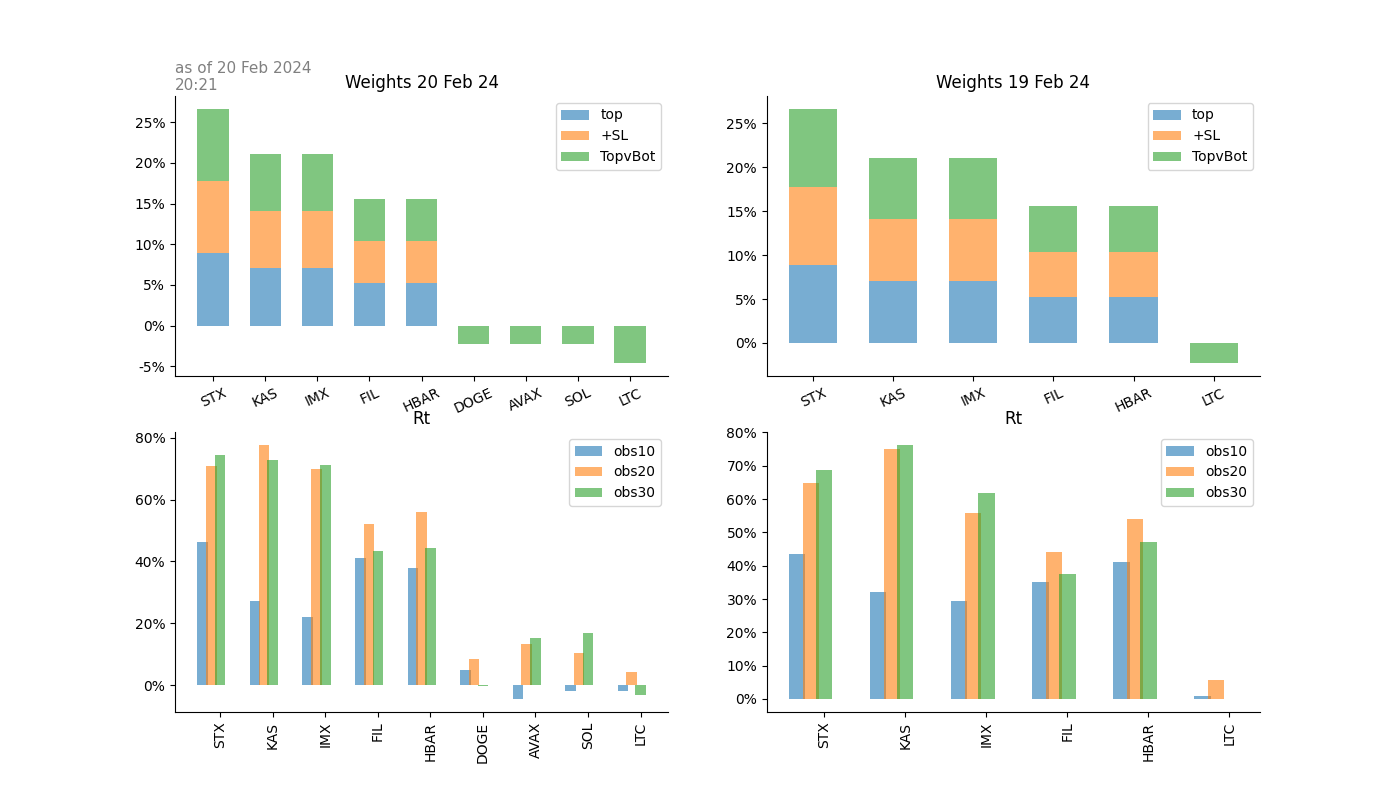 as of 20 Feb 2024
20:21
Weights 20 Feb 24
25%
20%
15%
10%
5%
0%
-5%
top
+SL
TopvBot
STX
KAS
IMX
FIL
HBAR
DOGE
AVAX
SOL
LTC
Weights 19 Feb 24
25%
20%
15%
10%
5%
0%
top
+SL
TopvBot
STX
KAS
IMX
FIL
HBAR
LTC
Rt
80%
60%
40%
20%
0%
obs10
obs20
obs30
STX
KAS
IMX
FIL
HBAR
DOGE
AVAX
SOL
LTC
Rt
80%
70%
60%
50%
40%
30%
20%
10%
0%
obs10
obs20
obs30
STX
KAS
IMX
FIL
HBAR
LTC